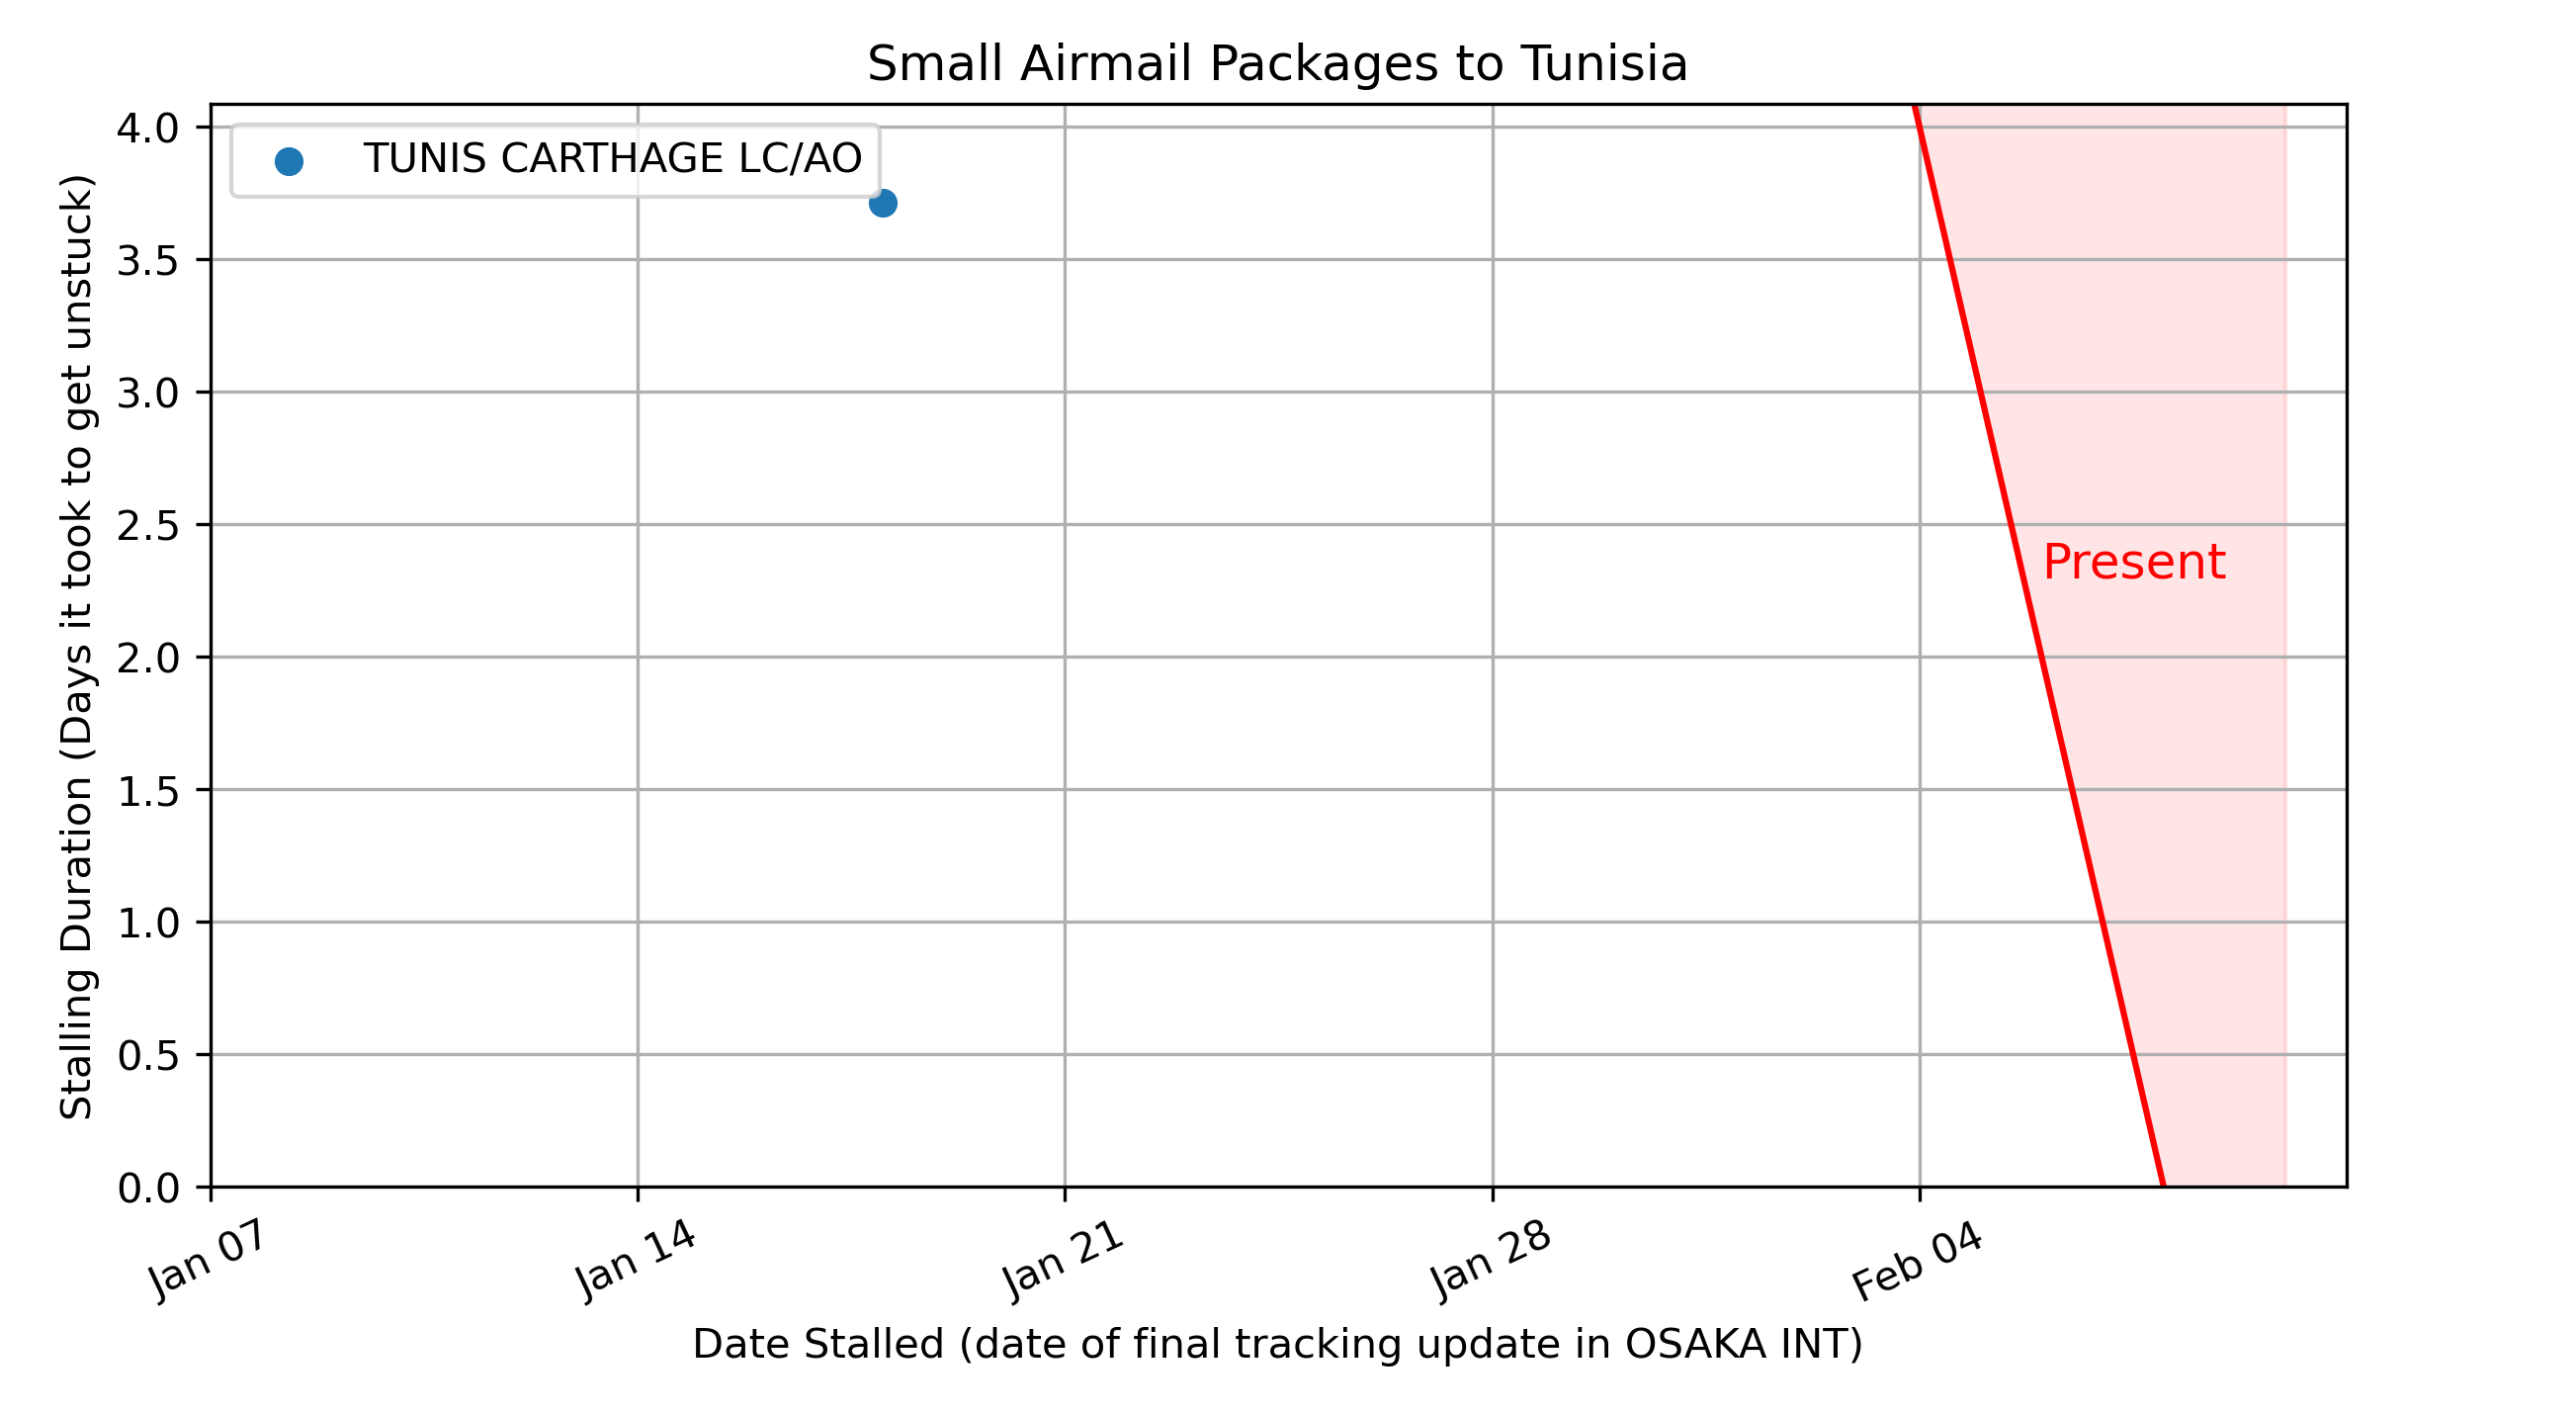 Small Airmail Packages to Tunisia
TUNIS CARTHAGE LC/AO
Stalling Duration (Days it took to get unstuck)
4.0
3.5
3.0
2.5
2.0
1.5
1.0
0.5
0.0
Present
Jan 07
Jan 14
Jan 21
Jan 28
Feb 04
Date Stalled (date of final tracking update in OSAKA INT)